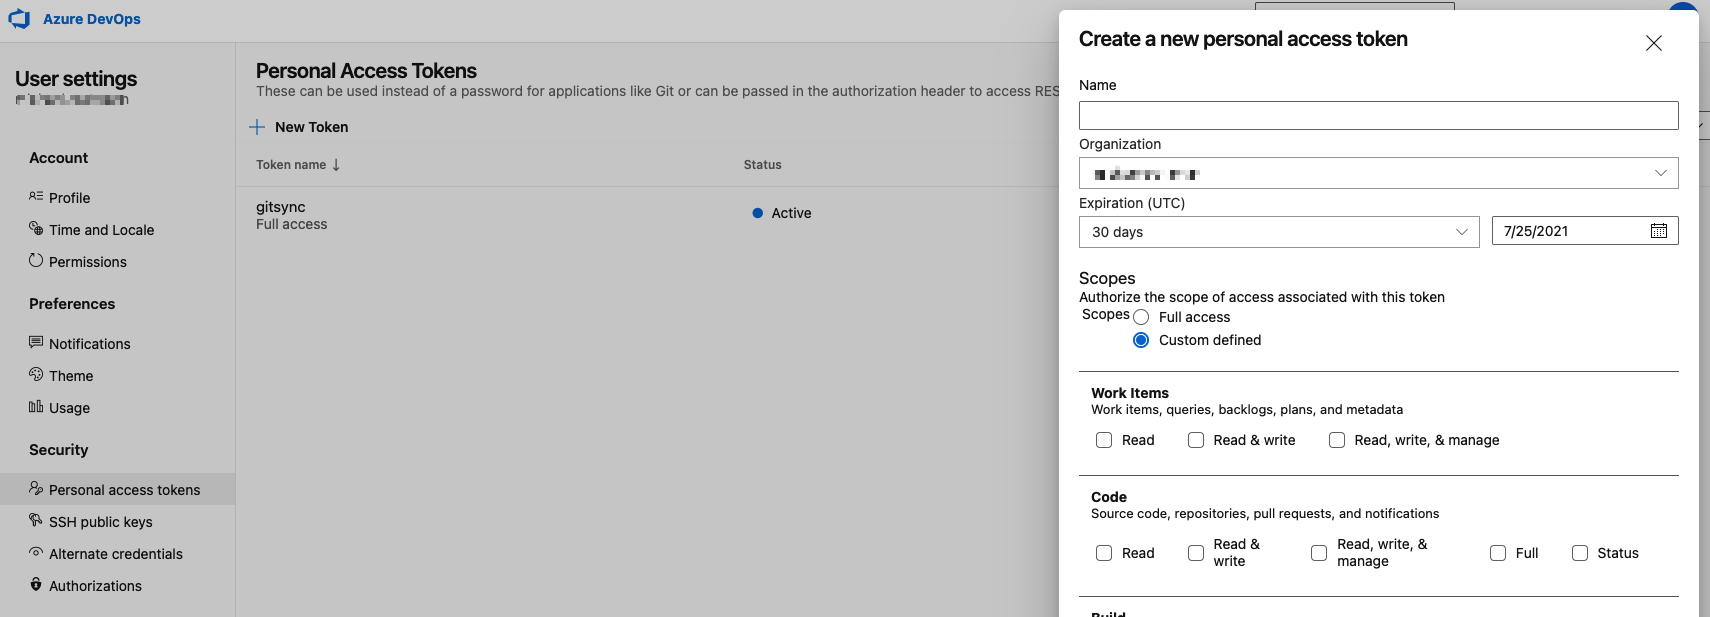 Azure DevOps
User settings
Account
Profile
Time and Locale
Permissions
Preferences
Notifications
Theme
Usage
Security
Personal access tokens
SSH public keys
Alternate credentials
Authorizations
Personal Access Tokens
These can be used instead of a password for applications like Git or can be passed in the authorization header to access RES
New Token
Token name Status
gitsync Active
Full access
Create a new personal access token
Name
Organization
Expiration (UTC)
30 days 7/25/2021
Scopes
Authorize the scope of access associated with this token
Scopes Full access
Custom defined
Work Items
Work items, queries, backlogs, plans, and metadata
Read Read & write Read, write, & manage
Code
Source code, repositories, pull requests, and notifications
Read Read & write Read, write, & manage Full Status
Build